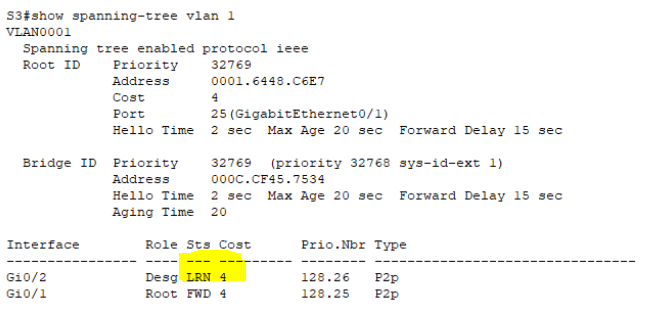 S3#show spanning-tree vlan 1
VLAN0001
  Spanning tree enabled protocol ieee
  Root ID    Priority    32769
             Address     0001.6448.C6E7
             Cost        4
             Port        25(GigabitEthernet0/1)
             Hello Time  2 sec  Max Age 20 sec  Forward Delay 15 sec

  Bridge ID  Priority    32769  (priority 32768 sys-id-ext 1)
             Address     000C.CF45.7534
             Hello Time  2 sec  Max Age 20 sec  Forward Delay 15 sec
             Aging Time  20

Interface        Role Sts Cost      Prio.Nbr Type
---------------- ---- --- --------- -------- --------------------------------
Gi0/2            Desg LRN 4         128.26   P2p
Gi0/1            Root FWD 4         128.25   P2p